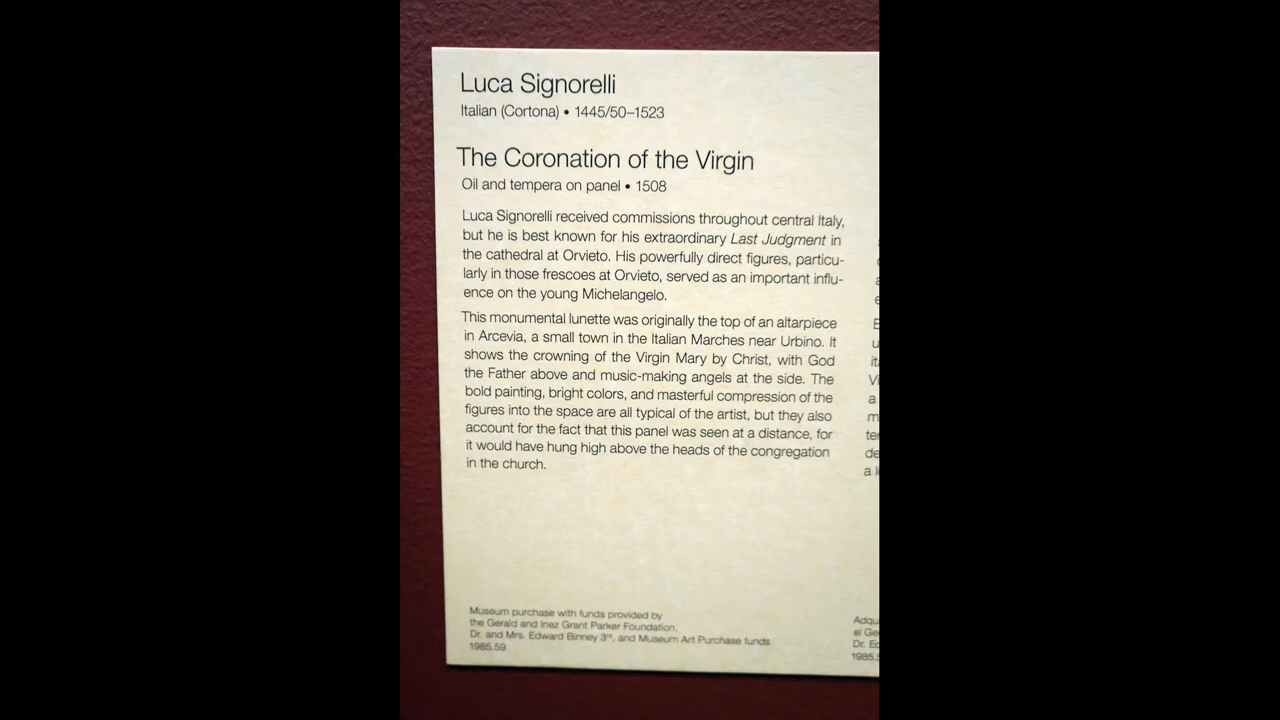 Luca Signorelli
Italian (Cortona) • 1445/50–1523
The Coronation of the Virgin
Oil and tempera on panel • 1508
Luca Signorelli received commissions throughout central Italy,
but he is best known for his extraordinary Last Judgment in
the cathedral at Orvieto. His powerfully direct figures, particu-
larly in those frescoes at Orvieto, served as an important influ-
ence on the young Michelangelo.
This monumental lunette was originally the top of an altarpiece
in Arcevia, a small town in the Italian Marches near Urbino. It
shows the crowning of the Virgin Mary by Christ, with God
the Father above and music-making angels at the side. The
bold painting, bright colors, and masterful compression of the
figures into the space are all typical of the artist, but they also
account for the fact that this panel was seen at a distance, for
it would have hung high above the heads of the congregation
in the church.
Museum purchase with funds provided by
the Gerald and Inez Grant Parker Foundation,
Dr. and Mrs. Edward Binney 3rd, and Museum Art Purchase funds
1985.59
a
m
de
a
el
Dr.